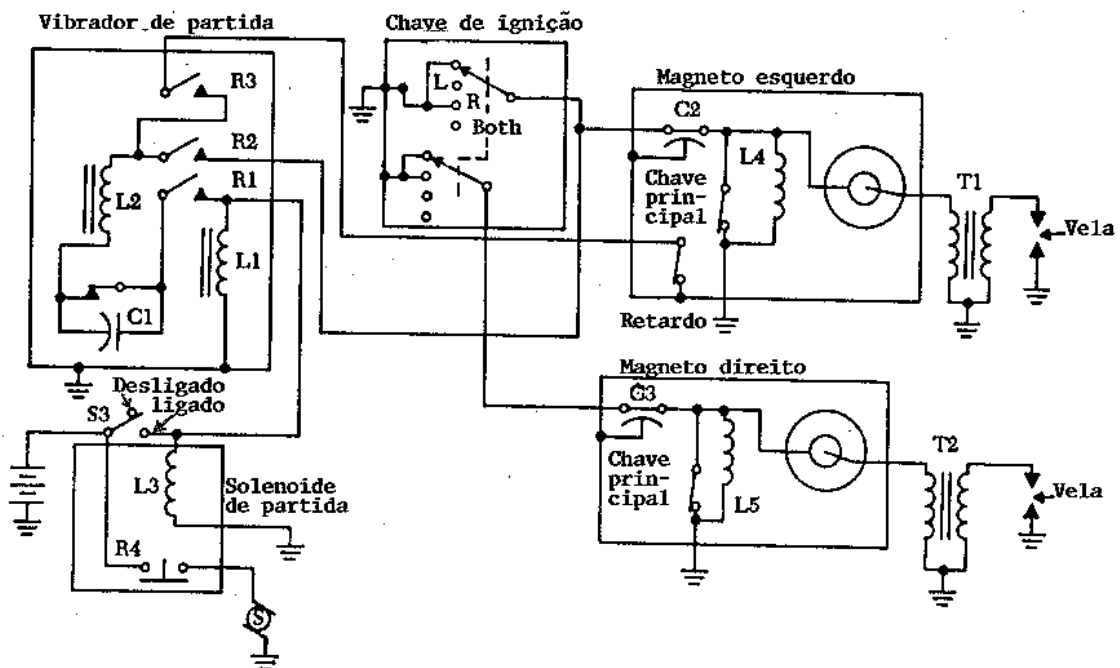 Vibrador de partida
Chave de ignição
R3
R2
R1
L2
L1
C1
L
R
Both
Magneto esquerdo
C2
L4
Chave
prin-
cipal
Retardo
T1
Vela
Desligado
ligado
S3
L3
Solenoide
de partida
R4
S
Magneto direito
G3
Chave
prin-
cipal
L5
T2
Vela